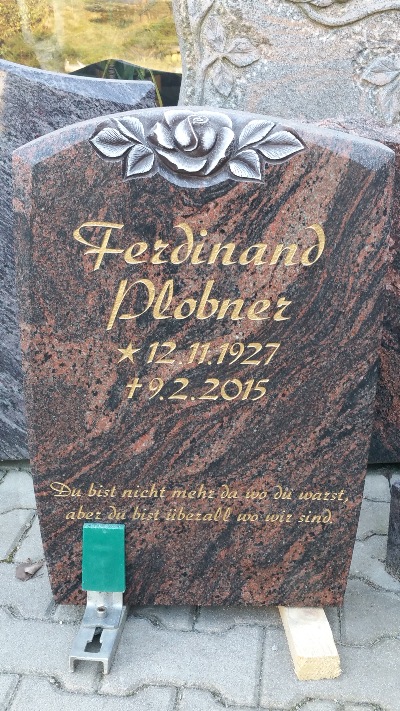 Ferdinand
Plobner
★ 12.11.1927
✝ 9.2.2015
Du bist nicht mehr da wo du warst,
aber du bist überall wo wir sind.